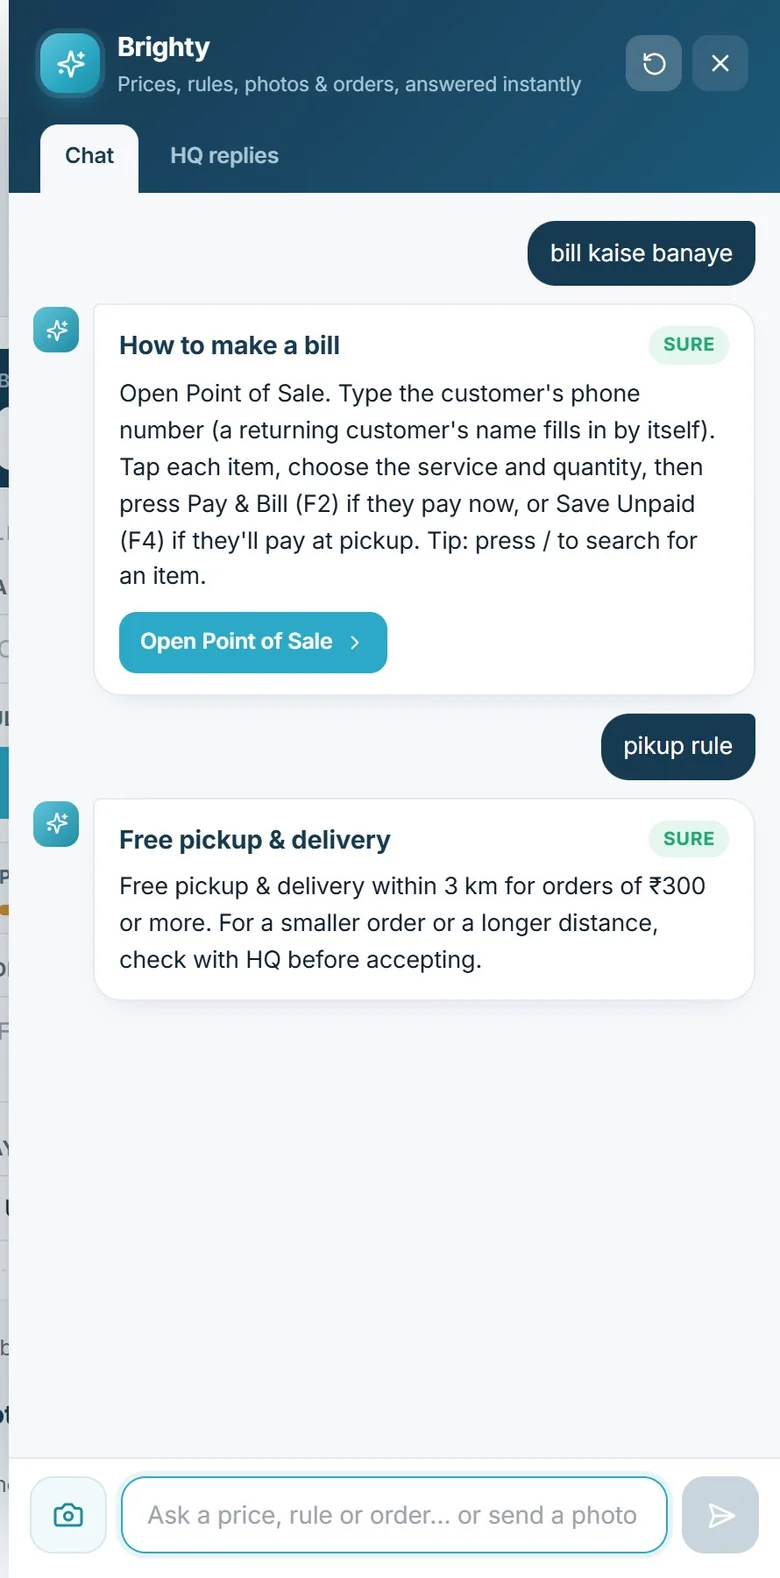 Brighty
Prices, rules, photos & orders, answered instantly
Chat
HQ replies
bill kaise banaye
How to make a bill
SURE
Open Point of Sale. Type the customer's phone
number (a returning customer's name fills in by itself).
Tap each item, choose the service and quantity, then
press Pay & Bill (F2) if they pay now, or Save Unpaid
(F4) if they'll pay at pickup. Tip: press / to search for
an item.
Open Point of Sale
pikup rule
Free pickup & delivery
SURE
Free pickup & delivery within 3 km for orders of ₹300
or more. For a smaller order or a longer distance,
check with HQ before accepting.
Ask a price, rule or order... or send a photo